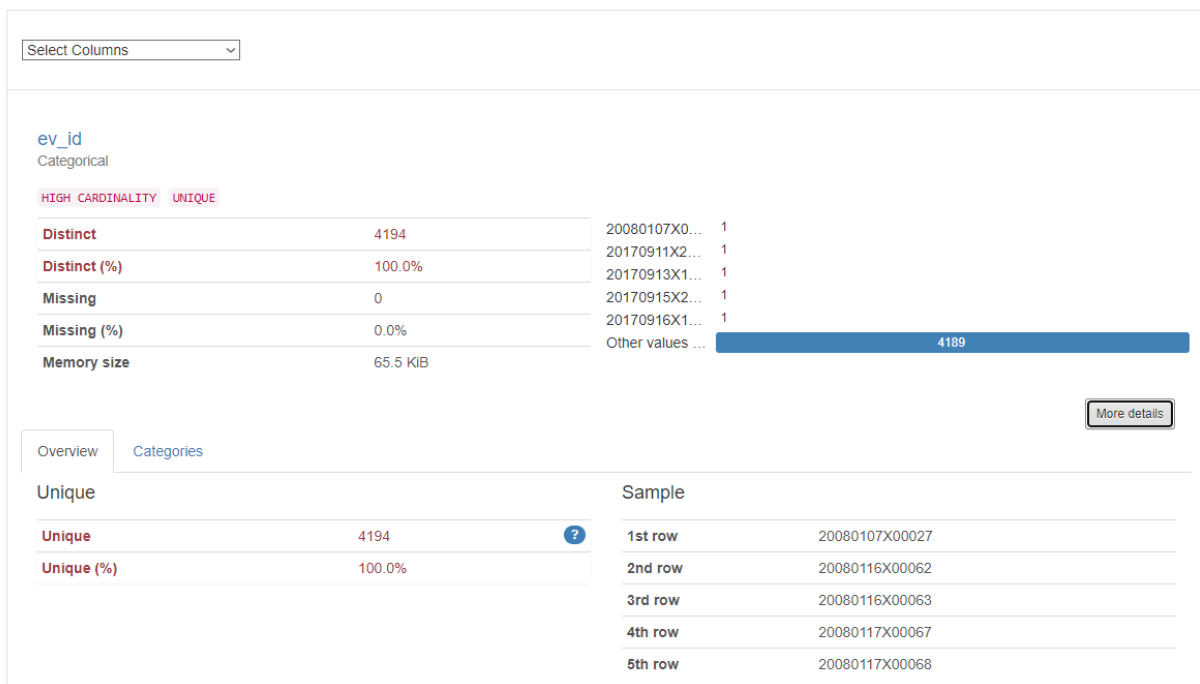 Select Columns
ev_id
Categorical
HIGH CARDINALITY UNIQUE
Distinct 4194
Distinct (%) 100.0%
Missing 0
Missing (%) 0.0%
Memory size 65.5 KiB
20080107X0... 1
20170911X2... 1
20170913X1... 1
20170915X2... 1
20170916X1... 1
Other values ... 4189
More details
Overview Categories
Unique
Unique 4194 ?
Unique (%) 100.0%
Sample
1st row 20080107X00027
2nd row 20080116X00062
3rd row 20080116X00063
4th row 20080117X00067
5th row 20080117X00068